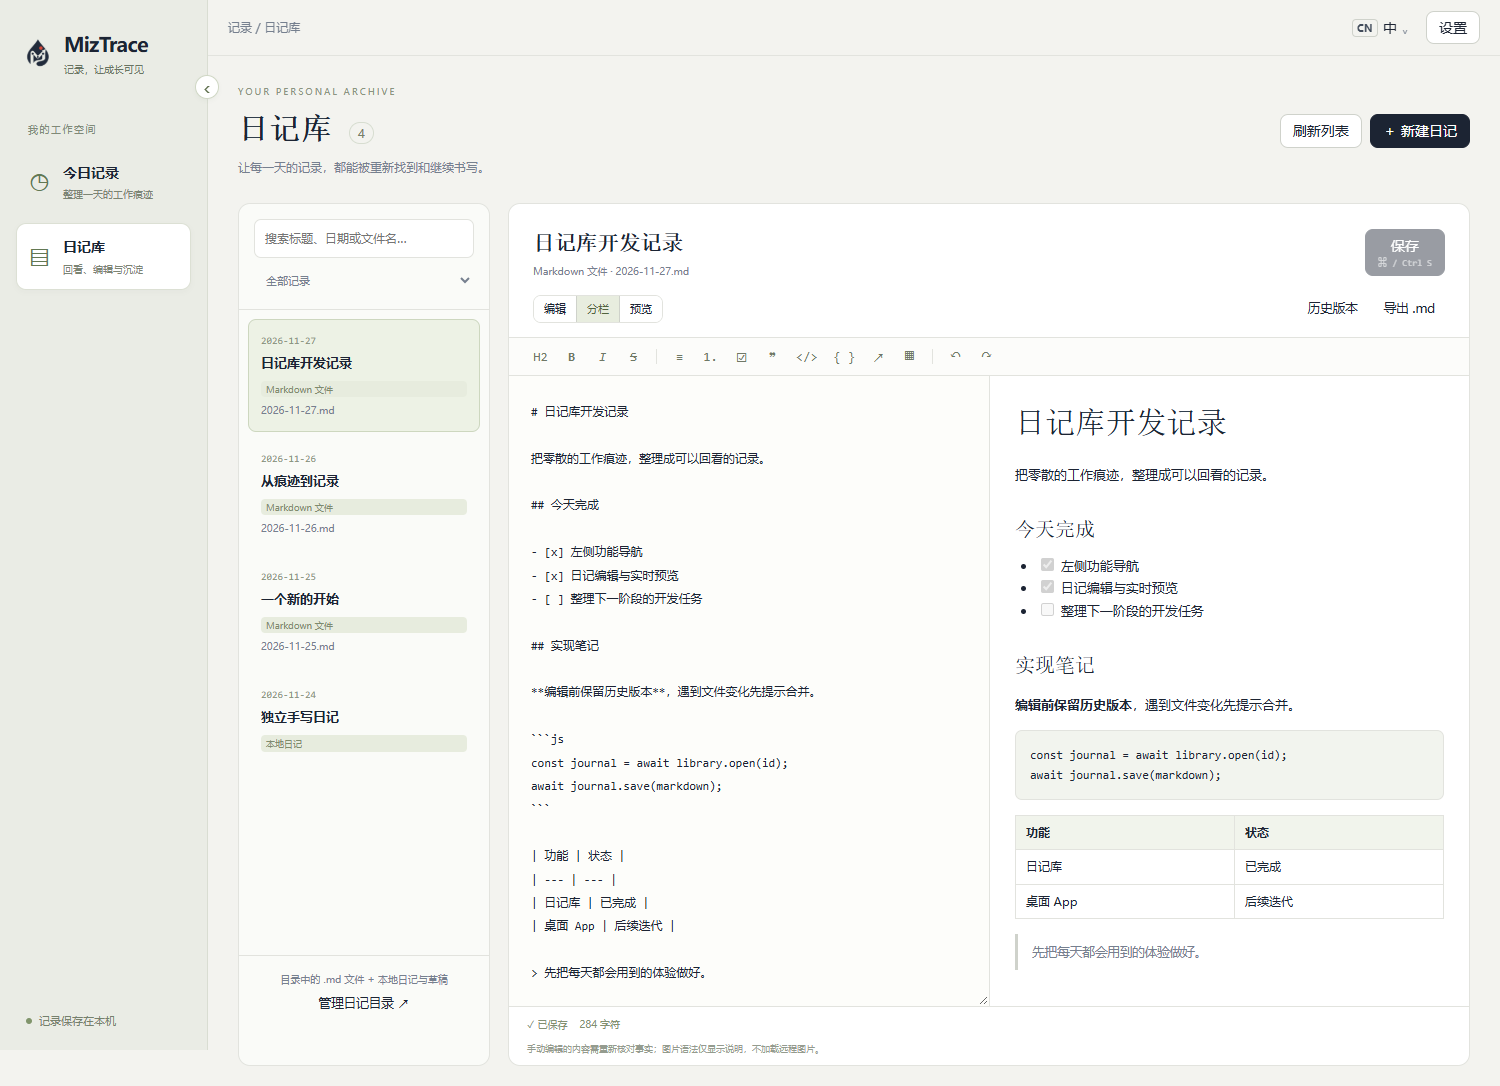 MizTrace
记录，让成长可见
我的工作空间
今日记录
整理一天的工作痕迹
日记库
回看、编辑与沉淀
记录保存在本机
记录 / 日记库
CN 中
设置
YOUR PERSONAL ARCHIVE
日记库 4
让每一天的记录，都能被重新找到和继续书写。
刷新列表
+ 新建日记
搜索标题、日期或文件名...
全部记录
2026-11-27
日记库开发记录
Markdown 文件
2026-11-27.md
2026-11-26
从痕迹到记录
Markdown 文件
2026-11-26.md
2026-11-25
一个新的开始
Markdown 文件
2026-11-25.md
2026-11-24
独立手写日记
本地日记
目录中的 .md 文件 + 本地日记与草稿
管理日记目录 ↗
日记库开发记录
Markdown 文件 · 2026-11-27.md
保存
⌘ / Ctrl S
编辑 分栏 预览
历史版本 导出 .md
H2 B I S ≡ 1. ☑ ❞ </> { } ↗ ▦ ↶ ↷
# 日记库开发记录
把零散的工作痕迹，整理成可以回看的记录。
## 今天完成
- [x] 左侧功能导航
- [x] 日记编辑与实时预览
- [ ] 整理下一阶段的开发任务
## 实现笔记
**编辑前保留历史版本**，遇到文件变化先提示合并。
```js
const journal = await library.open(id);
await journal.save(markdown);
```
| 功能 | 状态 |
| --- | --- |
| 日记库 | 已完成 |
| 桌面 App | 后续迭代 |
> 先把每天都会用到的体验做好。
日记库开发记录
把零散的工作痕迹，整理成可以回看的记录。
今天完成
左侧功能导航
日记编辑与实时预览
整理下一阶段的开发任务
实现笔记
编辑前保留历史版本，遇到文件变化先提示合并。
const journal = await library.open(id);
await journal.save(markdown);
功能 状态
日记库 已完成
桌面 App 后续迭代
先把每天都会用到的体验做好。
✓ 已保存 284 字符
手动编辑的内容需重新核对事实；图片语法仅显示说明，不加载远程图片。